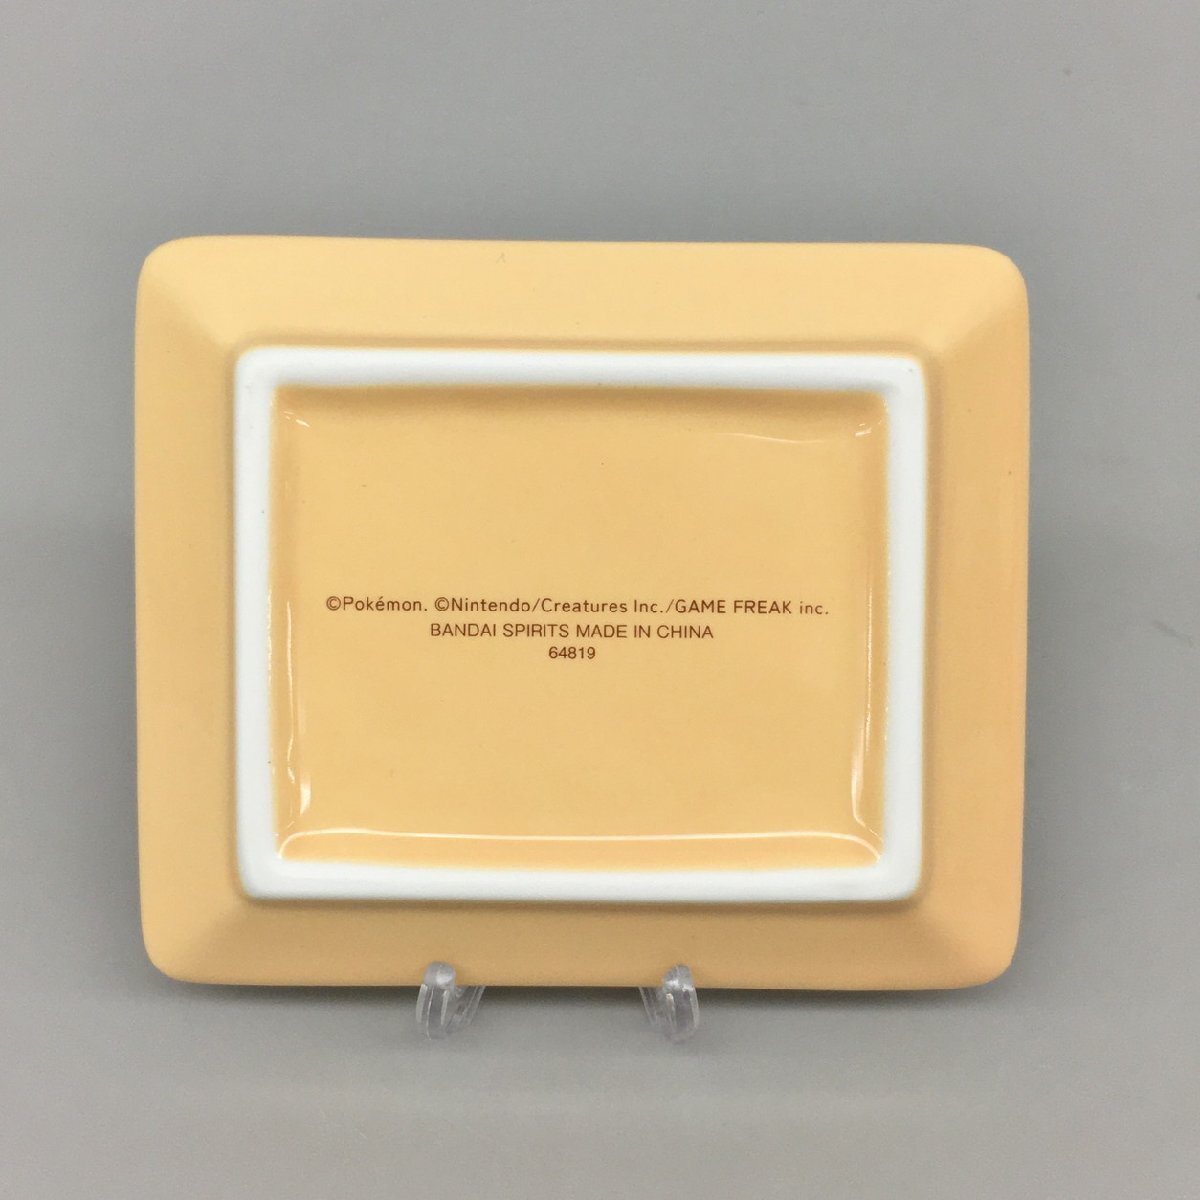 ©Pokémon. ©Nintendo/Creatures Inc./GAME FREAK inc.
BANDAI SPIRITS MADE IN CHINA
64819